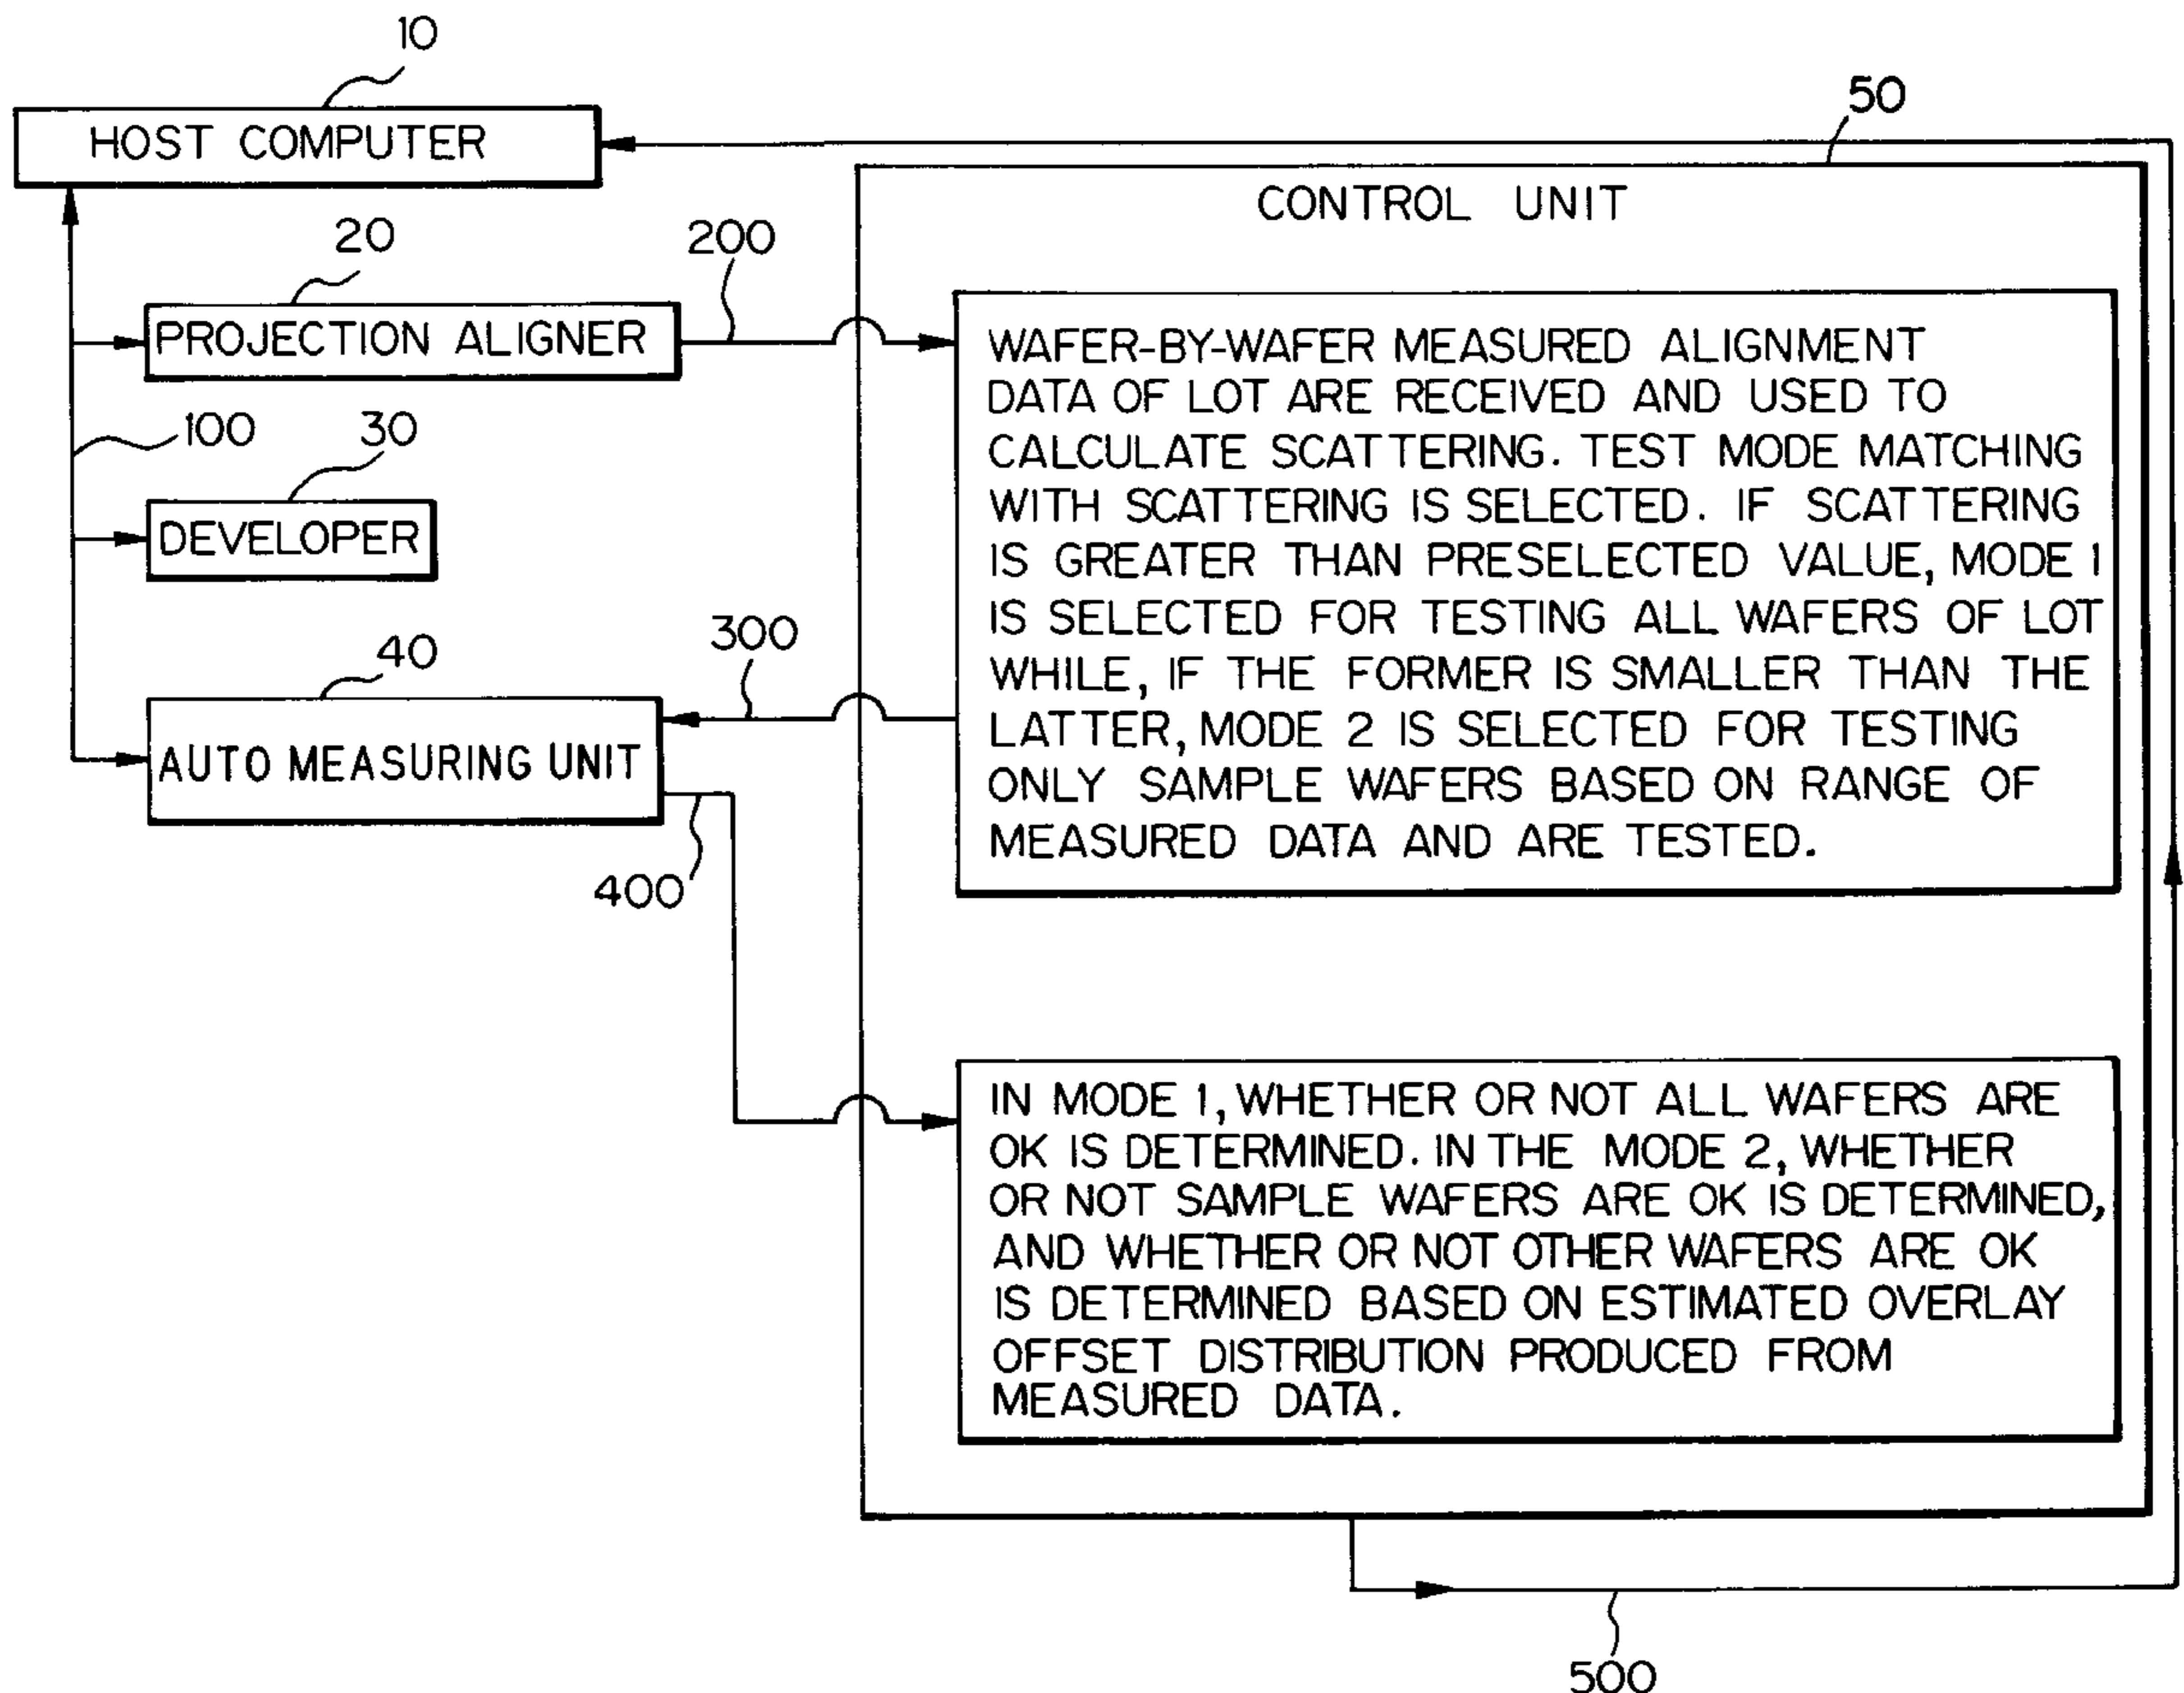 10
HOST COMPUTER
50
CONTROL UNIT
20
200
PROJECTION ALIGNER
WAFER-BY-WAFER MEASURED ALIGNMENT
DATA OF LOT ARE RECEIVED AND USED TO
CALCULATE SCATTERING. TEST MODE MATCHING
WITH SCATTERING IS SELECTED. IF SCATTERING
IS GREATER THAN PRESELECTED VALUE, MODE 1
IS SELECTED FOR TESTING ALL WAFERS OF LOT
WHILE, IF THE FORMER IS SMALLER THAN THE
LATTER, MODE 2 IS SELECTED FOR TESTING
ONLY SAMPLE WAFERS BASED ON RANGE OF
MEASURED DATA AND ARE TESTED.
100
30
DEVELOPER
300
40
AUTO MEASURING UNIT
400
IN MODE 1, WHETHER OR NOT ALL WAFERS ARE
OK IS DETERMINED. IN THE MODE 2, WHETHER
OR NOT SAMPLE WAFERS ARE OK IS DETERMINED,
AND WHETHER OR NOT OTHER WAFERS ARE OK
IS DETERMINED BASED ON ESTIMATED OVERLAY
OFFSET DISTRIBUTION PRODUCED FROM
MEASURED DATA.
500